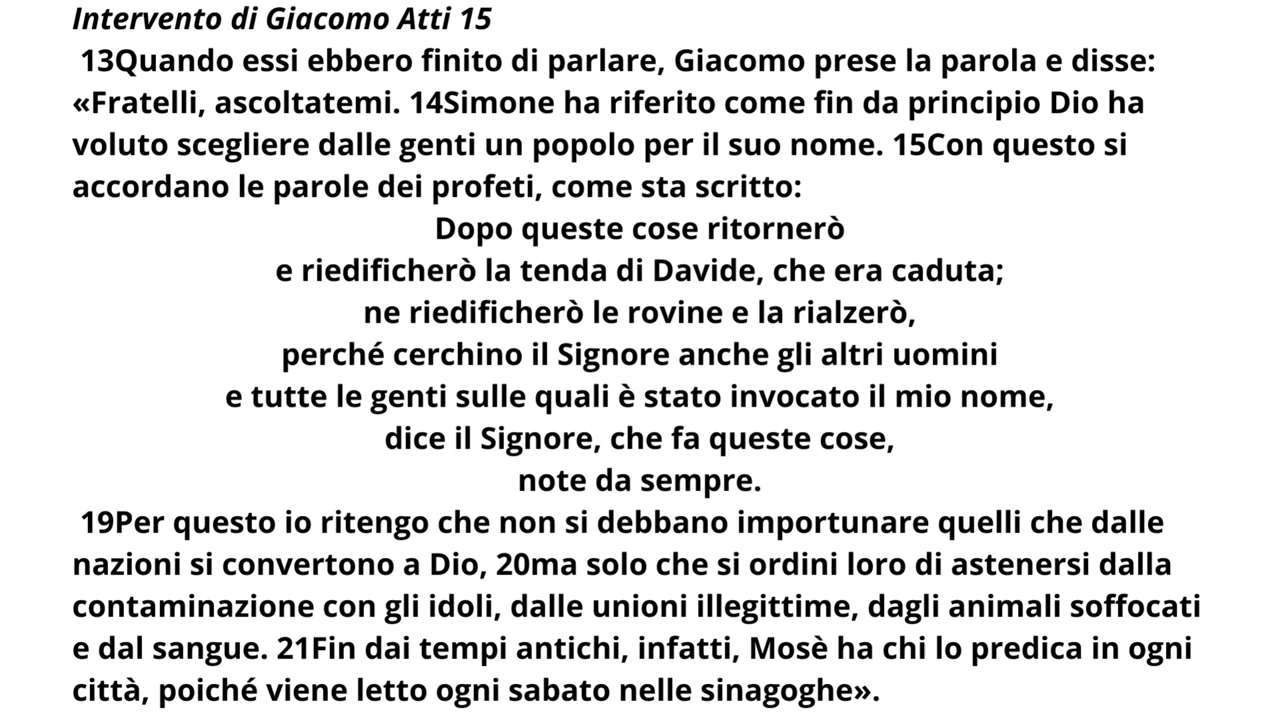 Intervento di Giacomo Atti 15
13Quando essi ebbero finito di parlare, Giacomo prese la parola e disse:
«Fratelli, ascoltatemi. 14Simone ha riferito come fin da principio Dio ha
voluto scegliere dalle genti un popolo per il suo nome. 15Con questo si
accordano le parole dei profeti, come sta scritto:
Dopo queste cose ritornerò
e riedificherò la tenda di Davide, che era caduta;
ne riedificherò le rovine e la rialzerò,
perché cerchino il Signore anche gli altri uomini
e tutte le genti sulle quali è stato invocato il mio nome,
dice il Signore, che fa queste cose,
note da sempre.
19Per questo io ritengo che non si debbano importunare quelli che dalle
nazioni si convertono a Dio, 20ma solo che si ordini loro di astenersi dalla
contaminazione con gli idoli, dalle unioni illegittime, dagli animali soffocati
e dal sangue. 21Fin dai tempi antichi, infatti, Mosè ha chi lo predica in ogni
città, poiché viene letto ogni sabato nelle sinagoghe».